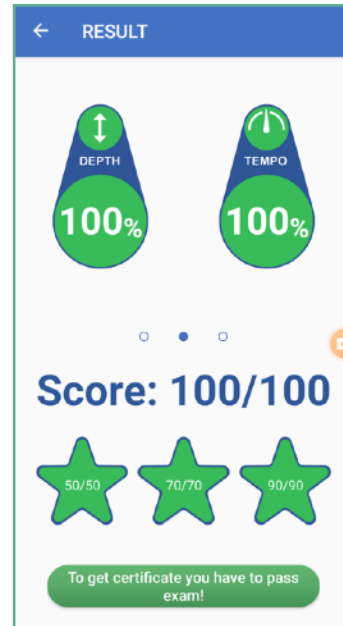 RESULT
DEPTH
TEMPO
100%
100%
Score: 100/100
50/50
70/70
90/90
To get certificate you have to pass
exam!